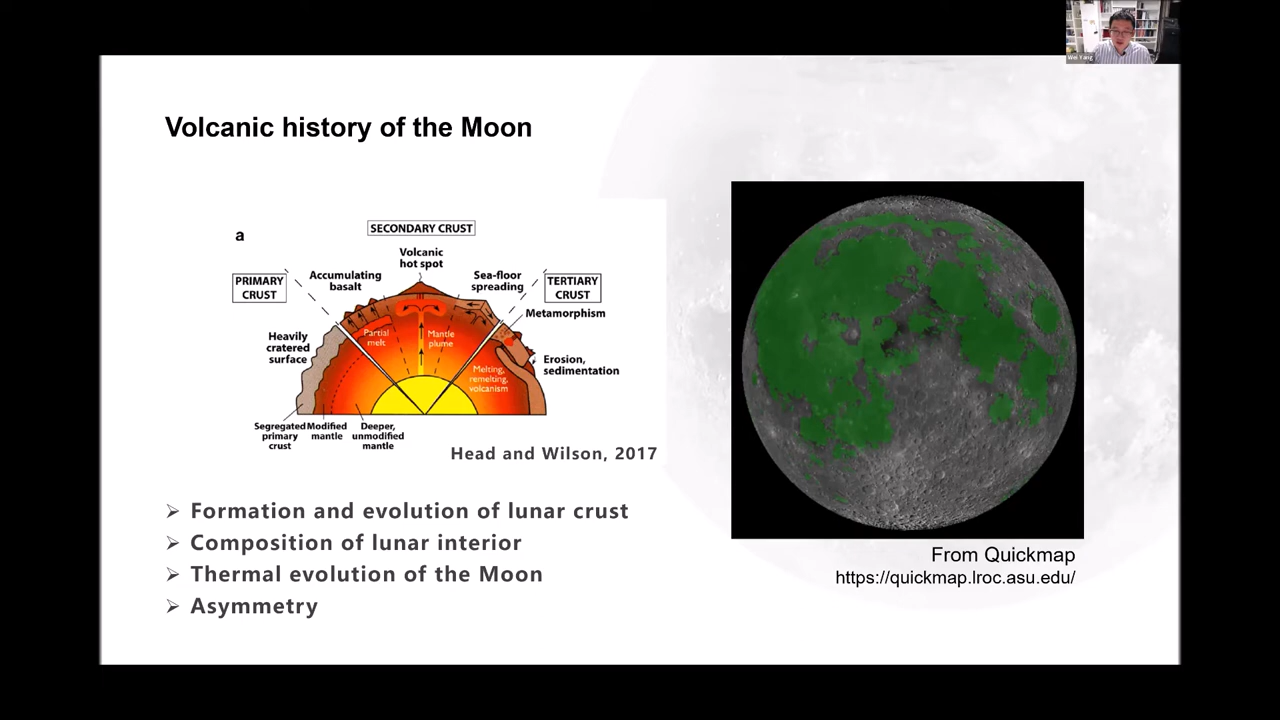 Wei Yang
Volcanic history of the Moon
a
SECONDARY CRUST
Volcanic
hot spot
PRIMARY
CRUST
Accumulating
basalt
Sea-floor
spreading
TERTIARY
CRUST
Metamorphism
Heavily
cratered
surface
Partial
melt
Mantle
plume
Melting,
remelting,
volcanism
Erosion,
sedimentation
Segregated
primary
crust
Modified
mantle
Deeper,
unmodified
mantle
Head and Wilson, 2017
➢ Formation and evolution of lunar crust
➢ Composition of lunar interior
➢ Thermal evolution of the Moon
➢ Asymmetry
From Quickmap
https://quickmap.lroc.asu.edu/